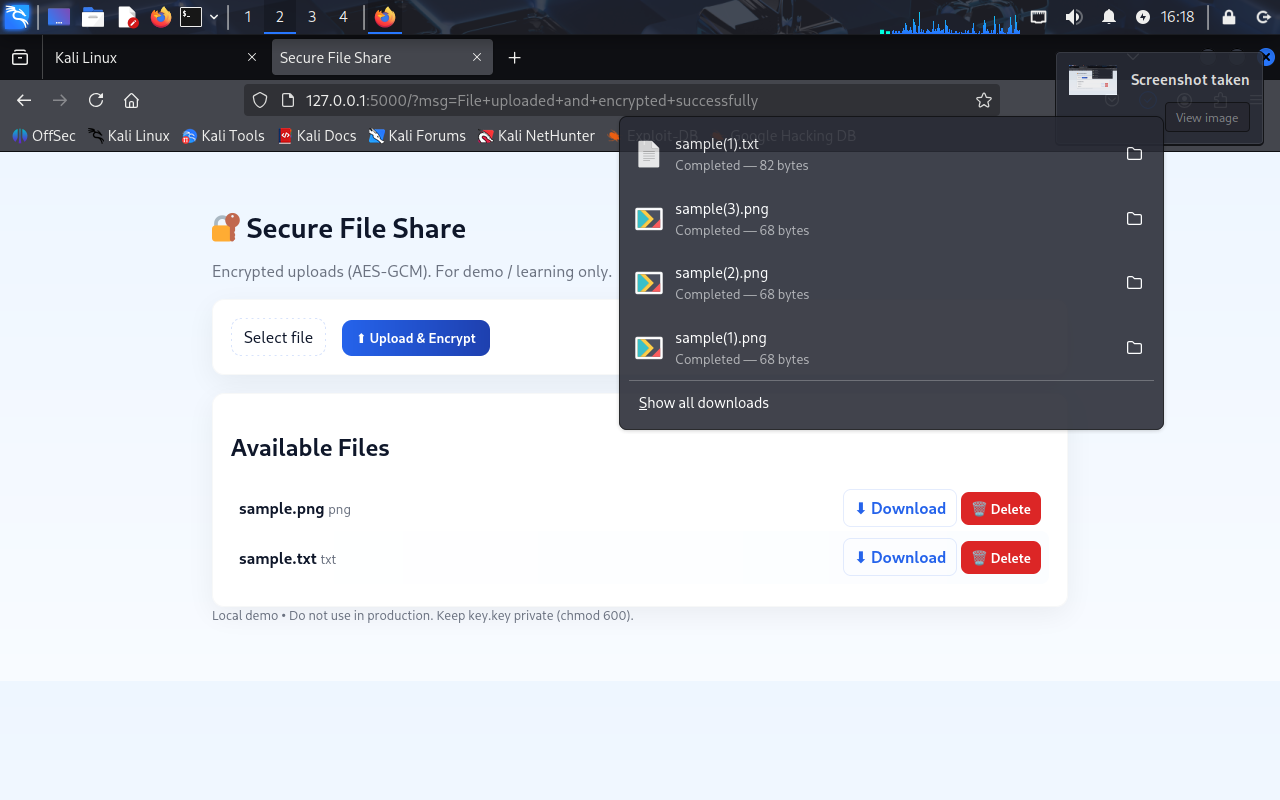 1 2 3 4 16:18
Kali Linux
Secure File Share
127.0.0.1:5000/?msg=File+uploaded+and+encrypted+successfully
Screenshot taken
View image
OffSec Kali Linux Kali Tools Kali Docs Kali Forums Kali NetHunter Exploit-DB Google Hacking DB
sample(1).txt
Completed — 82 bytes
sample(3).png
Completed — 68 bytes
sample(2).png
Completed — 68 bytes
sample(1).png
Completed — 68 bytes
Show all downloads
Secure File Share
Encrypted uploads (AES-GCM). For demo / learning only.
Select file
⬆ Upload & Encrypt
Available Files
sample.png png ⬇ Download Delete
sample.txt txt ⬇ Download Delete
Local demo • Do not use in production. Keep key.key private (chmod 600).